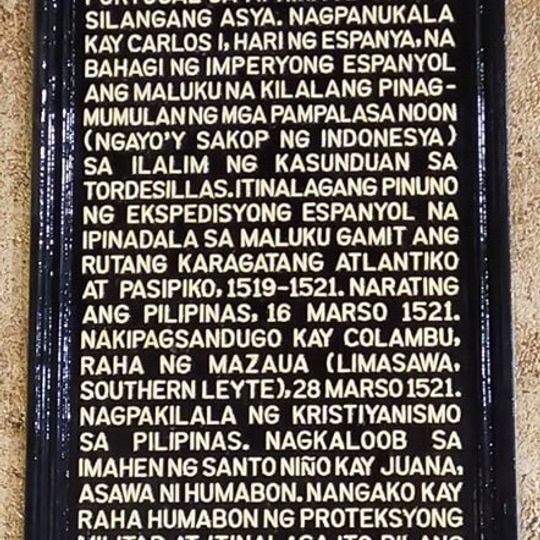 SILANGANG ASYA. NAGPANUKALA
KAY CARLOS I, HARI NG ESPANYA, NA
BAHAGI NG IMPERYONG ESPANYOL
ANG MALUKU NA KILALANG PINAG-
MUMULAN NG MGA PAMPALASA NOON
(NGAYO'Y SAKOP NG INDONESYA)
SA ILALIM NG KASUNDUAN SA
TORDESILLAS. ITINALAGANG PINUNO
NG EKSPEDISYONG ESPANYOL NA
IPINADALA SA MALUKU GAMIT ANG
RUTANG KARAGATANG ATLANTIKO
AT PASIPIKO, 1519-1521. NARATING
ANG PILIPINAS, 16 MARSO 1521.
NAKIPAGSANDUGO KAY COLAMBU,
RAHA NG MAZAUA (LIMASAWA,
SOUTHERN LEYTE), 28 MARSO 1521.
NAGPAKILALA NG KRISTIYANISMO
SA PILIPINAS. NAGKALOOB SA
IMAHEN NG SANTO NIÑO KAY JUANA,
ASAWA NI HUMABON. NANGAKO KAY
RAHA HUMABON NG PROTEKSYONG